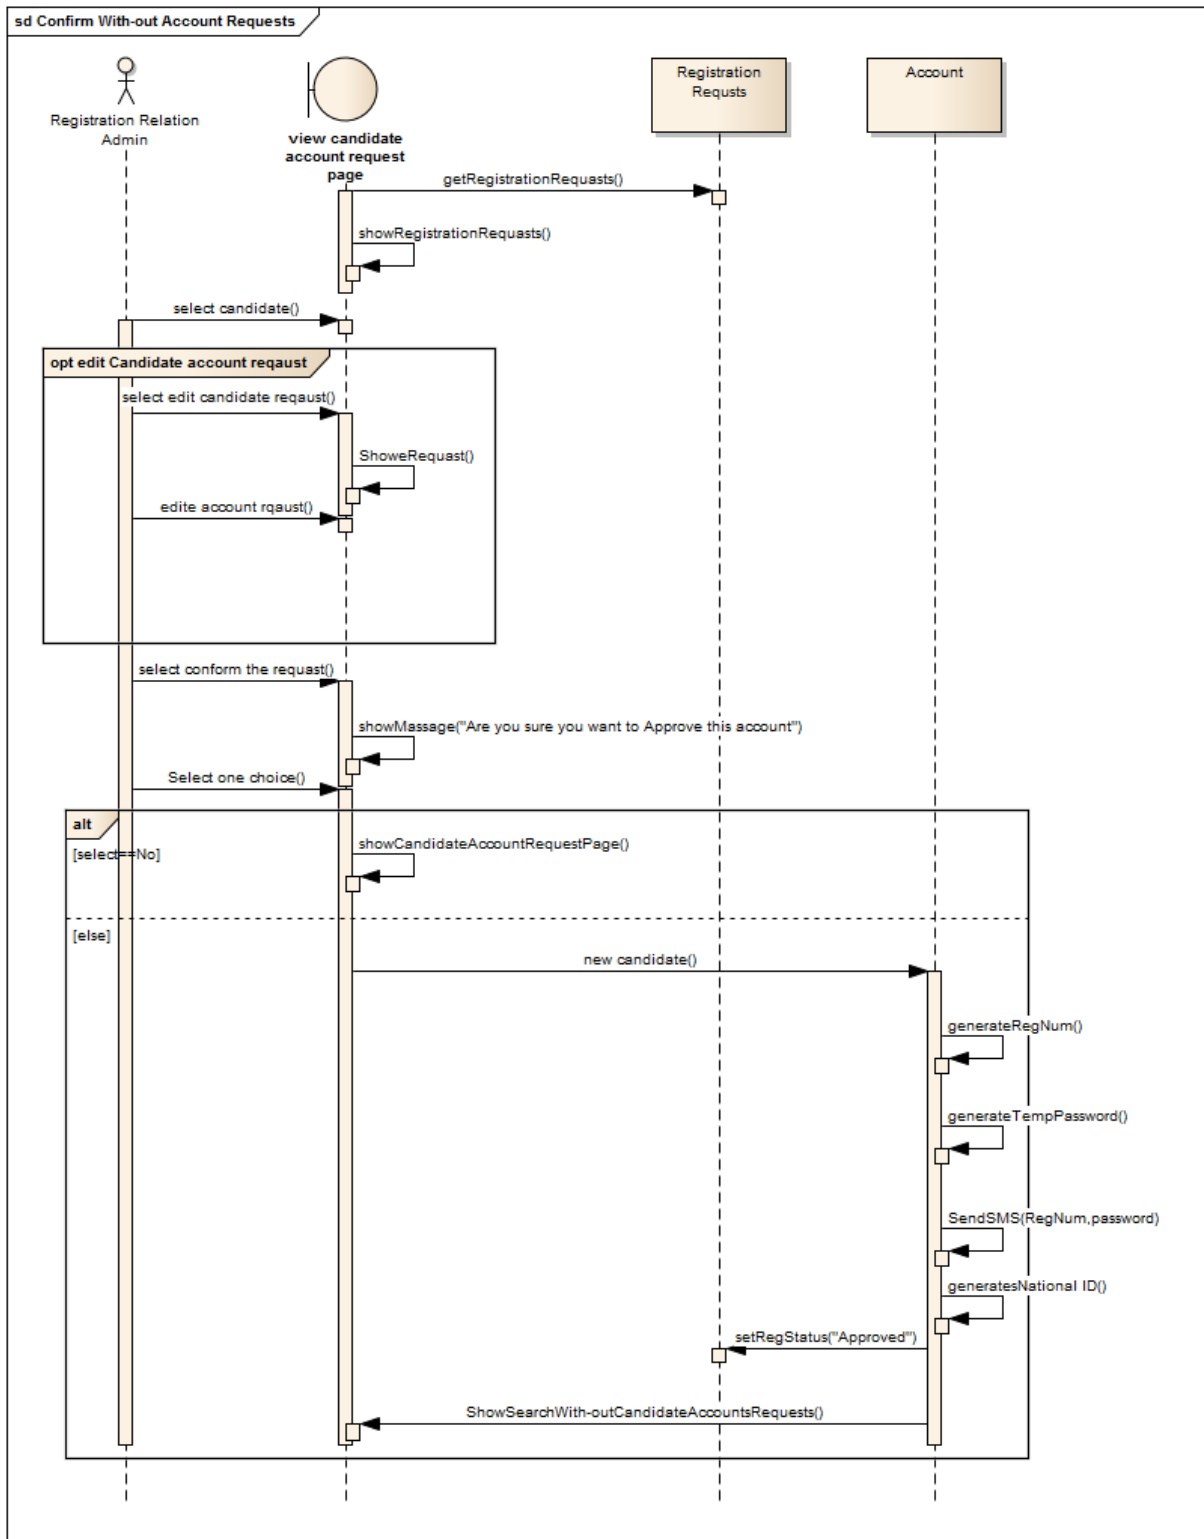 sd Confirm With-out Account Requests
Registration Relation
Admin
view candidate
account request
page
Registration
Requsts
Account
getRegistrationRequasts()
showRegistrationRequasts()
select candidate()
opt edit Candidate account reqaust
select edit candidate reqaust()
ShoweRequast()
edite account rqaust()
select conform the request()
showMassage("Are you sure you want to Approve this account")
Select one choice()
alt
[select==No]
showCandidateAccountRequestPage()
[else]
new candidate()
generateRegNum()
generateTempPassword()
SendSMS(RegNum,password)
generatesNational ID()
setRegStatus("Approved")
ShowSearchWith-outCandidateAccountsRequests()